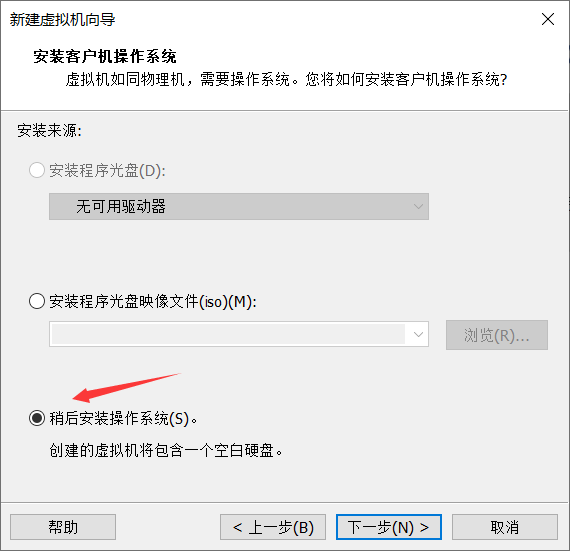 新建虚拟机向导
安装客户机操作系统
虚拟机如同物理机，需要操作系统。您将如何安装客户机操作系统?
安装来源:
安装程序光盘(D):
无可用驱动器
安装程序光盘映像文件(iso)(M):
浏览(R)...
稍后安装操作系统(S)。
创建的虚拟机将包含一个空白硬盘。
帮助
< 上一步(B)
下一步(N) >
取消